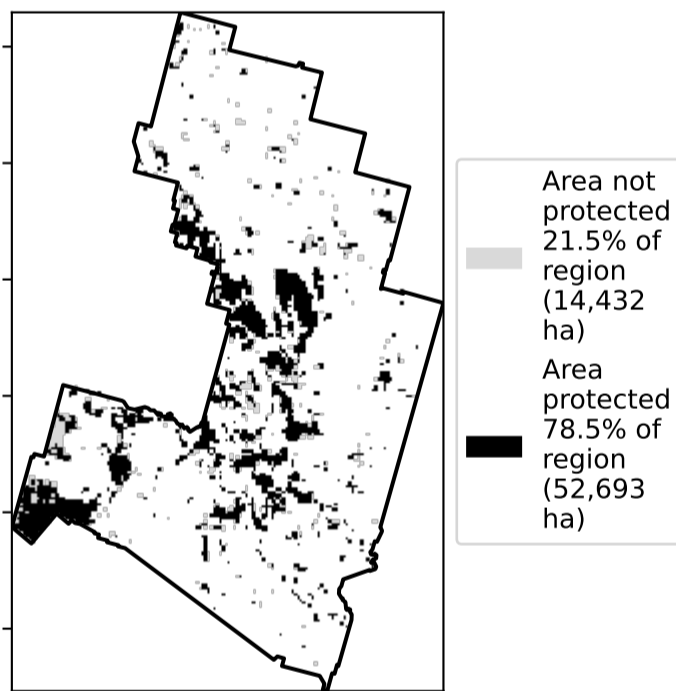 Area not
protected
21.5% of
region
(14,432
ha)
Area
protected
78.5% of
region
(52,693
ha)